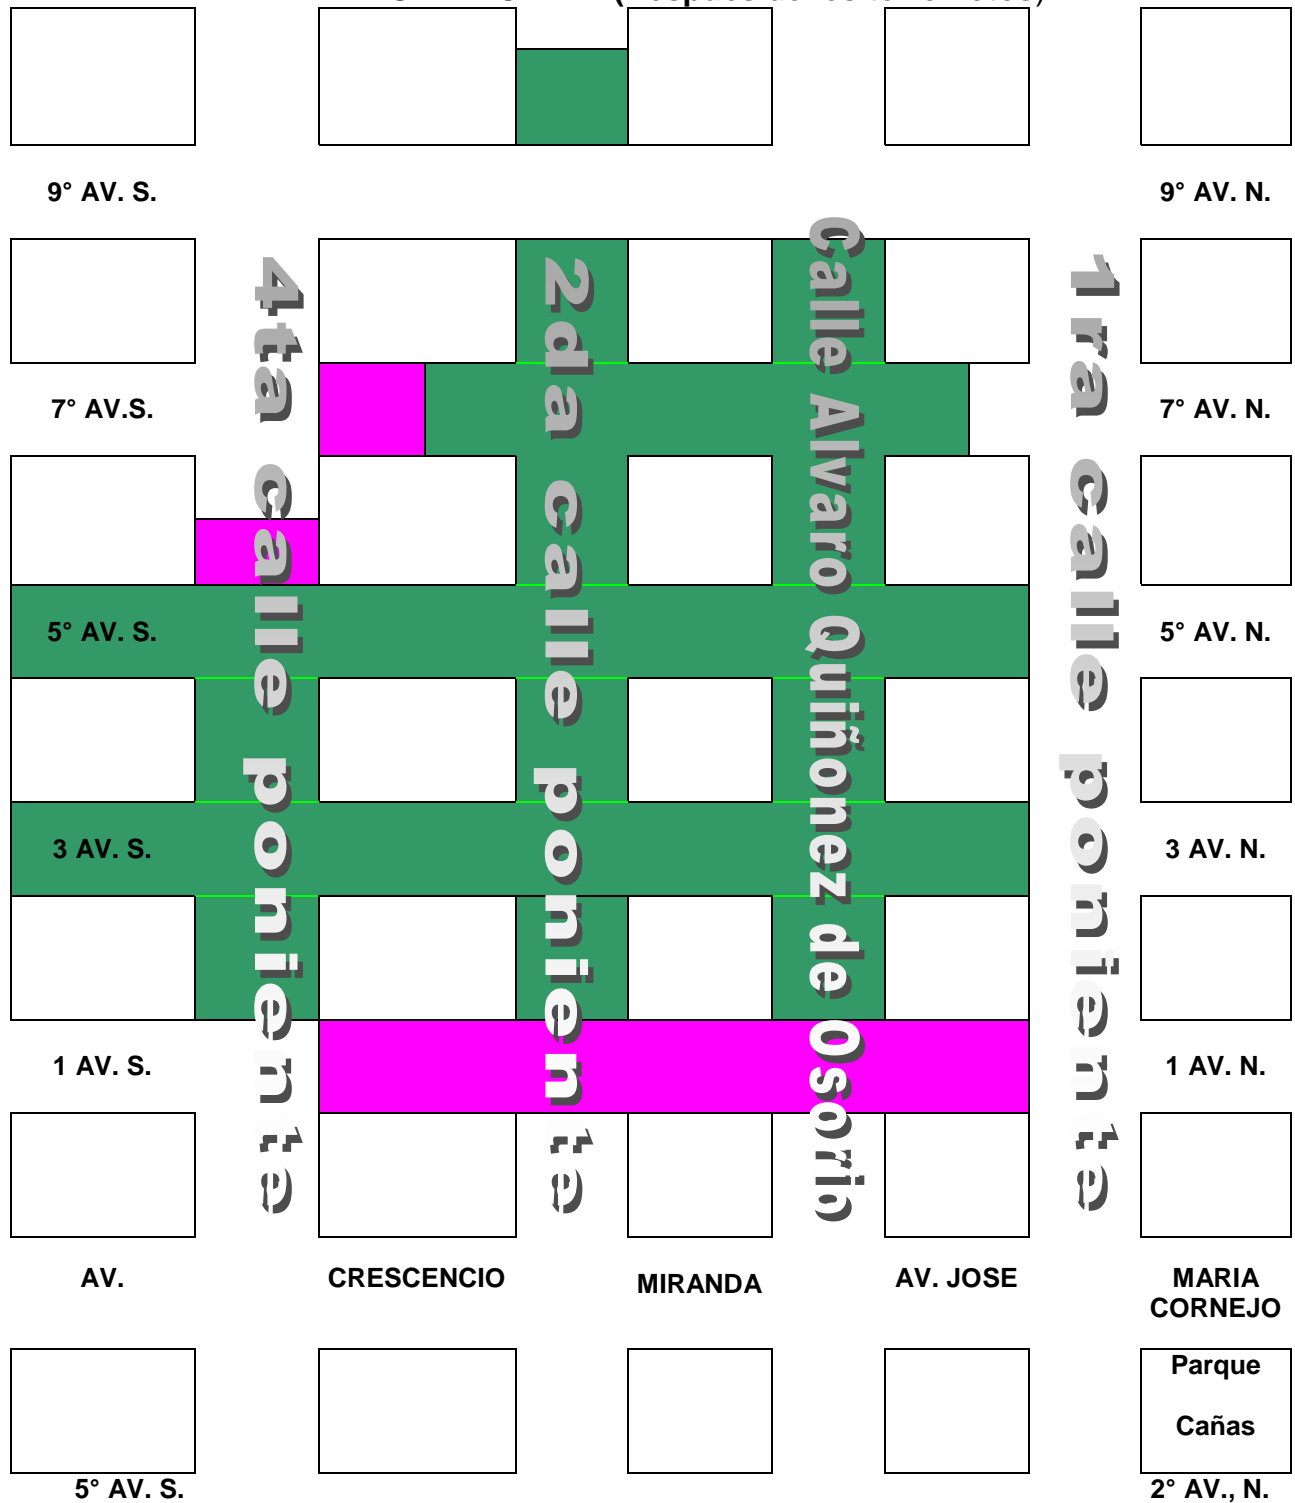 9° AV. S.
9° AV. N.
4ta calle poniente
2da calle poniente
Calle Alvaro Quiñonez de Osorio
1ra calle poniente
7° AV.S.
7° AV. N.
5° AV. S.
5° AV. N.
3 AV. S.
3 AV. N.
1 AV. S.
1 AV. N.
AV.
CRESCENCIO
MIRANDA
AV. JOSE
MARIA
CORNEJO
Parque
Cañas
5° AV. S.
2° AV., N.